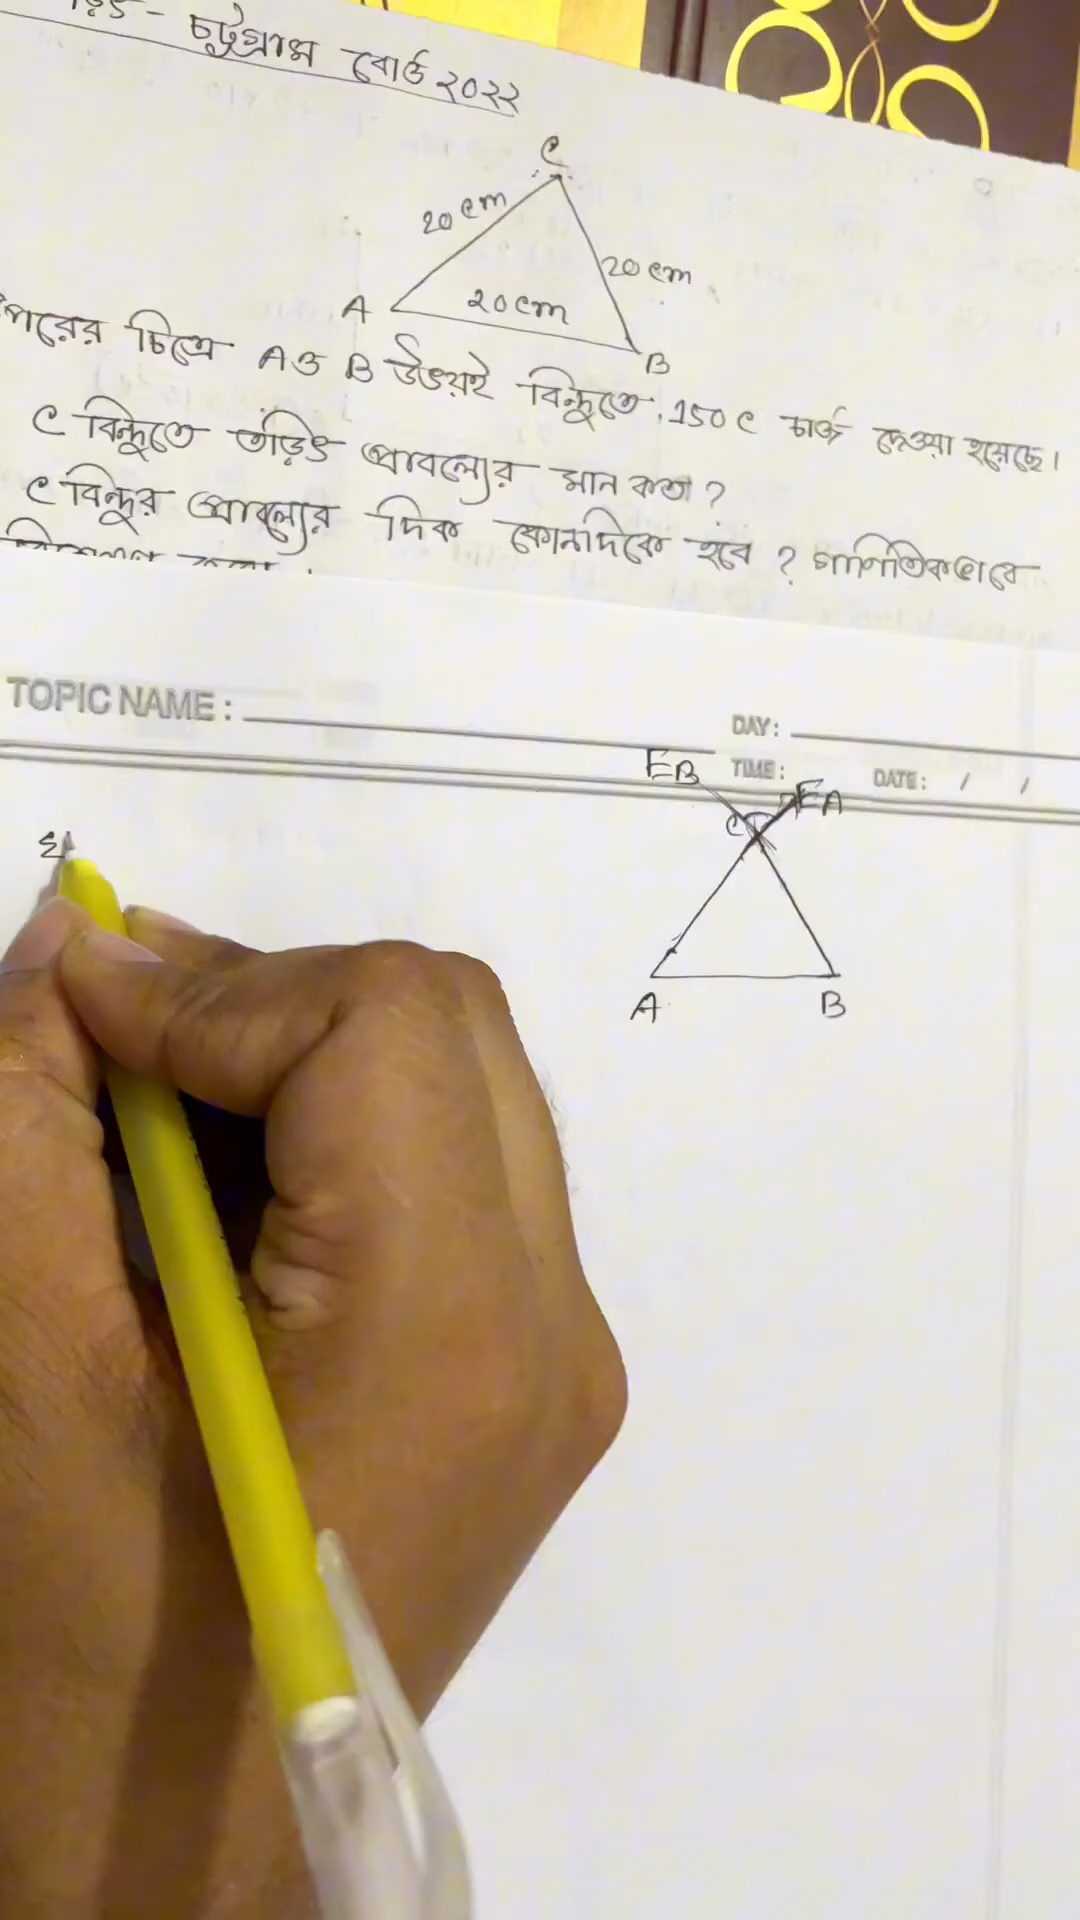 - চট্টগ্রাম বোর্ড ২০২২
C
20 cm
20 cm
A
20 cm
B
পরের চিত্রে A ও B উভয়ই বিন্দুতে 150 C চার্জ দেওয়া হয়েছে।
C বিন্দুতে তড়িৎ প্রাবল্যের মান কত?
C বিন্দুর প্রাবল্যের দিক কোনদিকে হবে? গাণিতিকভাবে
TOPIC NAME :
DAY :
TIME :
DATE : / /
EB
EA
C
A
B